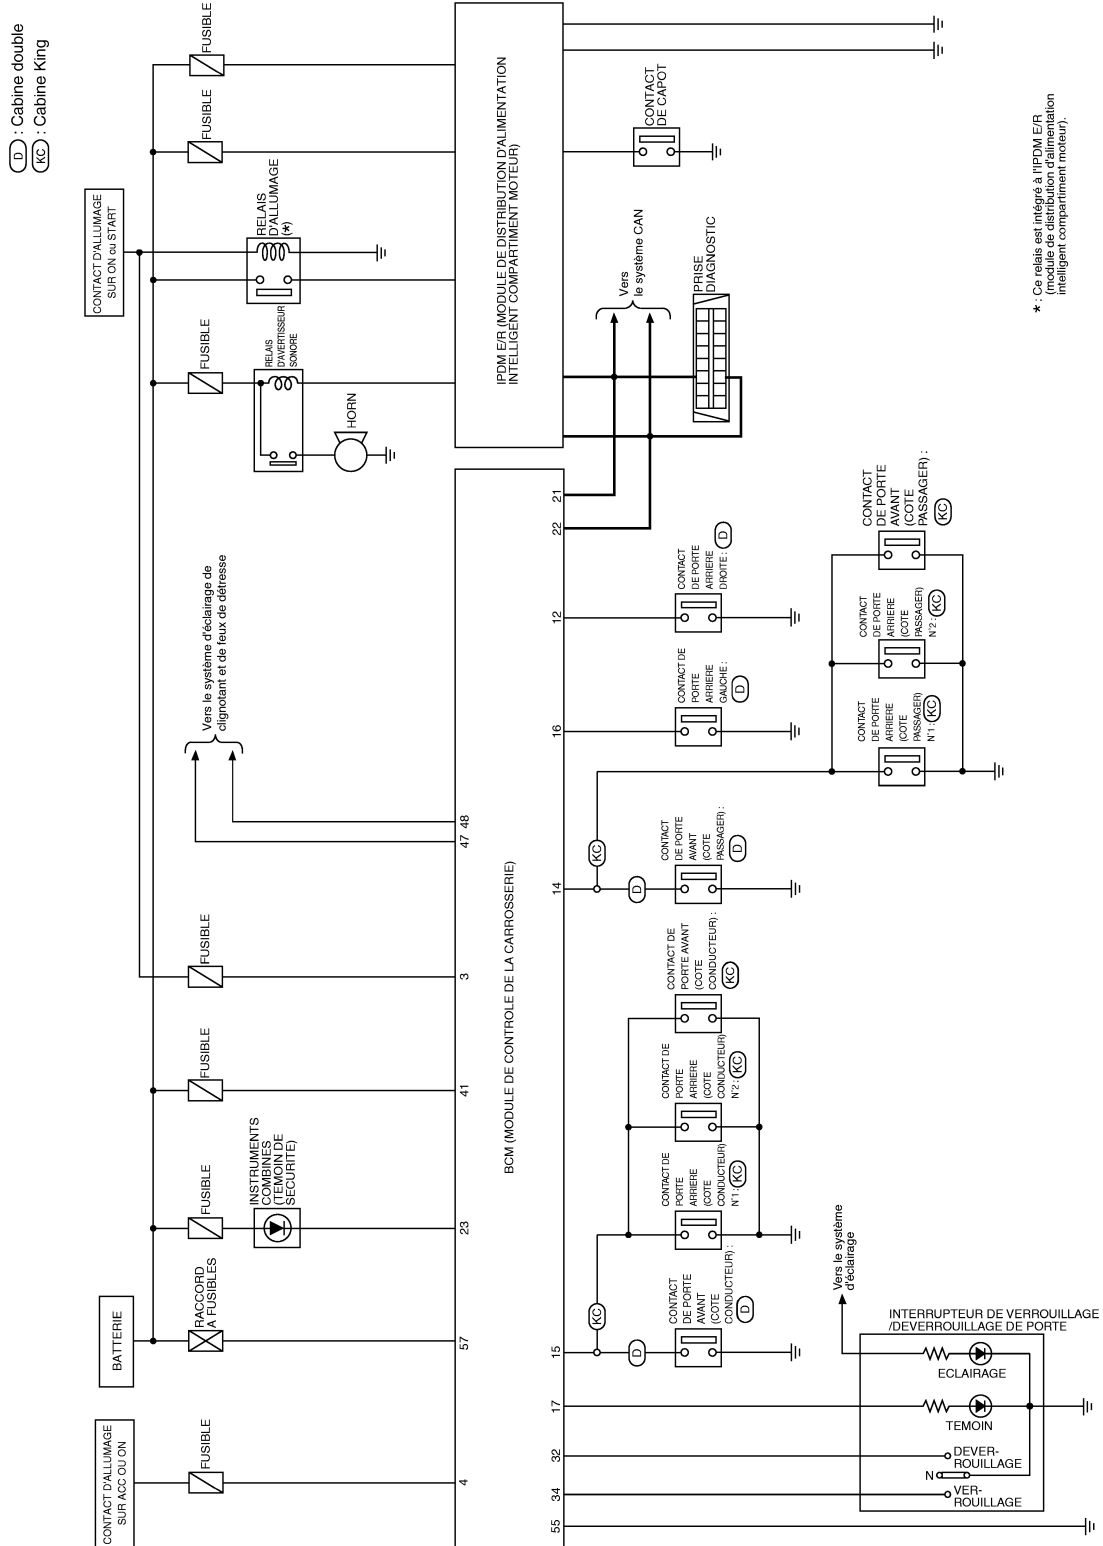 D : Cabine double
KC : Cabine King
FUSIBLE
FUSIBLE
CONTACT D'ALLUMAGE
SUR ON ou START
RELAIS
D'ALLUMAGE
(*)
FUSIBLE
RELAIS
D'AVERTISSEUR
SONORE
HORN
IPDM E/R (MODULE DE DISTRIBUTION D'ALIMENTATION
INTELLIGENT COMPARTIMENT MOTEUR)
CONTACT
DE CAPOT
Vers
le système CAN
PRISE
DIAGNOSTIC
* : Ce relais est intégré à l'IPDM E/R
(module de distribution d'alimentation
intelligent compartiment moteur).
Vers le système d'éclairage de
clignotant et de feux de détresse
48
47
FUSIBLE
3
FUSIBLE
41
INSTRUMENTS
COMBINES
(TEMOIN DE
SECURITE)
FUSIBLE
23
BATTERIE
RACCORD
A FUSIBLES
57
CONTACT D'ALLUMAGE
SUR ACC OU ON
FUSIBLE
4
BCM (MODULE DE CONTROLE DE LA CARROSSERIE)
21
22
12
CONTACT
DE PORTE
ARRIERE
DROITE :
D
16
CONTACT DE
PORTE
ARRIERE
GAUCHE :
D
CONTACT
DE PORTE
AVANT
(COTE
PASSAGER) :
KC
CONTACT
DE PORTE
ARRIERE
(COTE
PASSAGER)
N°2 : KC
CONTACT
DE PORTE
ARRIERE
(COTE
PASSAGER)
N°1 : KC
14
KC
D
CONTACT
DE PORTE
AVANT
(COTE
PASSAGER) :
D
CONTACT DE
PORTE AVANT
(COTE
CONDUCTEUR) :
KC
CONTACT DE
PORTE
ARRIERE
(COTE
CONDUCTEUR)
N°2 : KC
CONTACT DE
PORTE
ARRIERE
(COTE
CONDUCTEUR)
N°1 : KC
15
KC
D
CONTACT
DE PORTE
AVANT
(COTE
CONDUCTEUR) :
D
Vers le système
d'éclairage
INTERRUPTEUR DE VERROUILLAGE
/DEVERROUILLAGE DE PORTE
ECLAIRAGE
17
TEMOIN
32
DEVER-
ROUILLAGE
N
34
VER-
ROUILLAGE
55